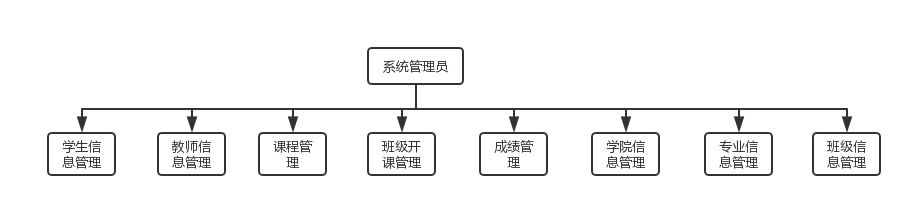 系统管理员
学生信
息管理
教师信
息管理
课程管
理
班级开
课管理
成绩管
理
学院信
息管理
专业信
息管理
班级信
息管理